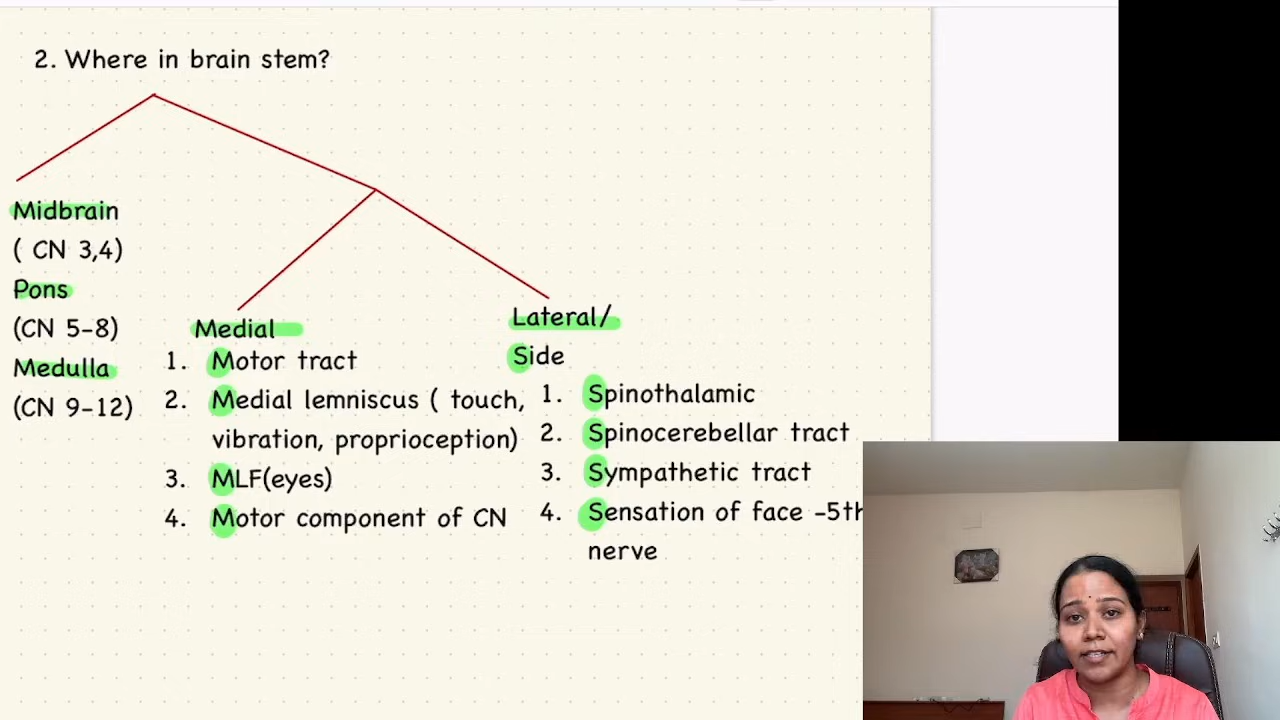 2. Where in brain stem?
Midbrain
( CN 3,4)
Pons
(CN 5-8)
Medulla
(CN 9-12)
Medial
1. Motor tract
2. Medial lemniscus ( touch,
vibration, proprioception)
3. MLF(eyes)
4. Motor component of CN
Lateral/
Side
1. Spinothalamic
2. Spinocerebellar tract
3. Sympathetic tract
4. Sensation of face -5th
nerve